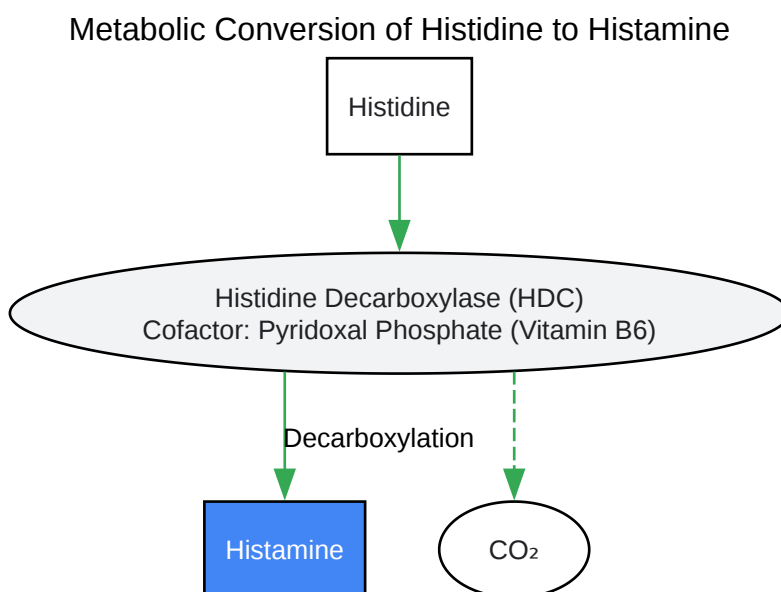 Metabolic Conversion of Histidine to Histamine
Histidine
Histidine Decarboxylase (HDC)
Cofactor: Pyridoxal Phosphate (Vitamin B6)
Decarboxylation
Histamine
CO₂